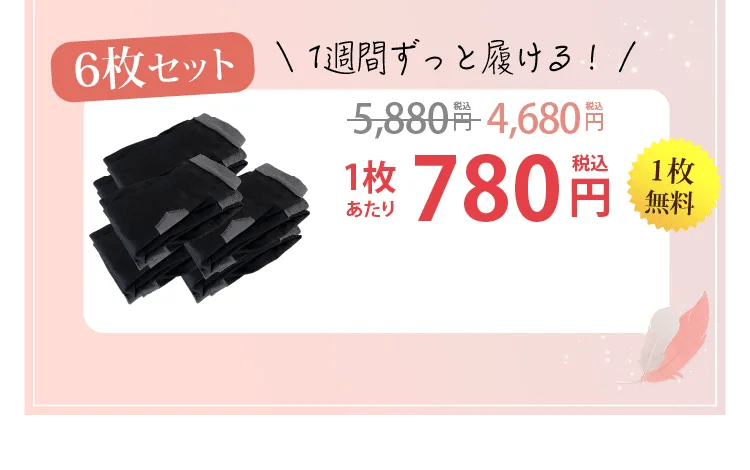 6枚セット
\ 1週間ずっと履ける！ /
5,880円税込 4,680円税込
1枚あたり 780円税込
1枚
無料